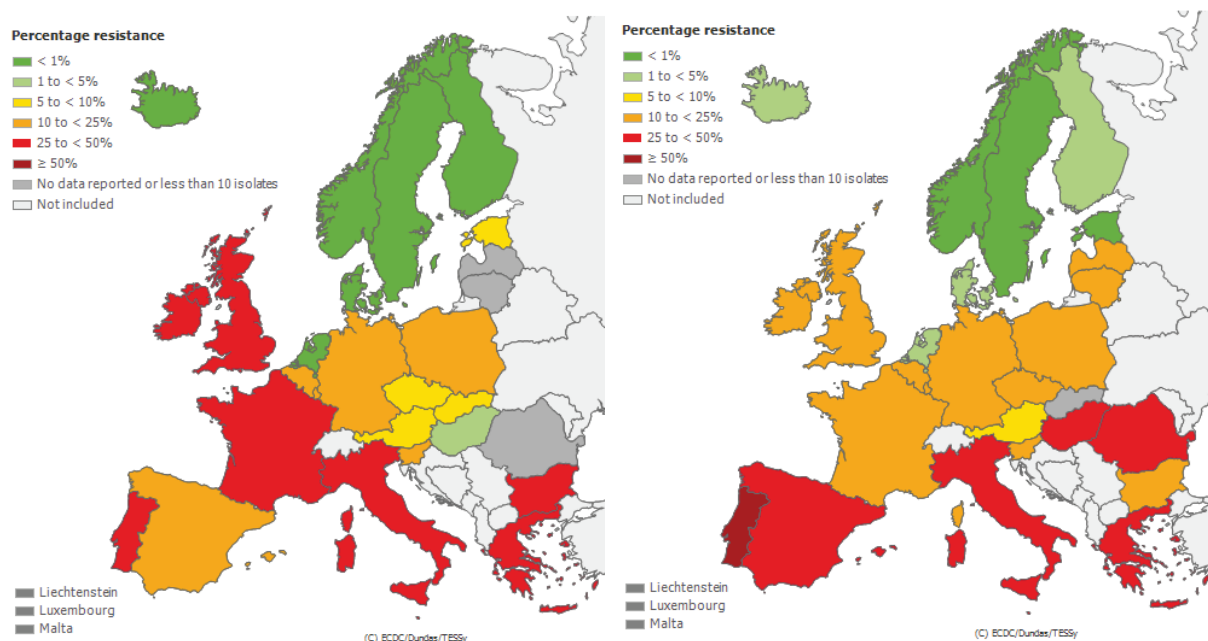 Percentage resistance
< 1%
1 to < 5%
5 to < 10%
10 to < 25%
25 to < 50%
≥ 50%
No data reported or less than 10 isolates
Not included
Liechtenstein
Luxembourg
Malta
(C) ECDC/Dundas/TESSy
Percentage resistance
< 1%
1 to < 5%
5 to < 10%
10 to < 25%
25 to < 50%
≥ 50%
No data reported or less than 10 isolates
Not included
Liechtenstein
Luxembourg
Malta
(C) ECDC/Dundas/TESSy